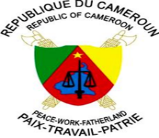 REPUBLIQUE DU CAMEROUN
REPUBLIC OF CAMEROON
PEACE-WORK-FATHERLAND
PAIX-TRAVAIL-PATRIE